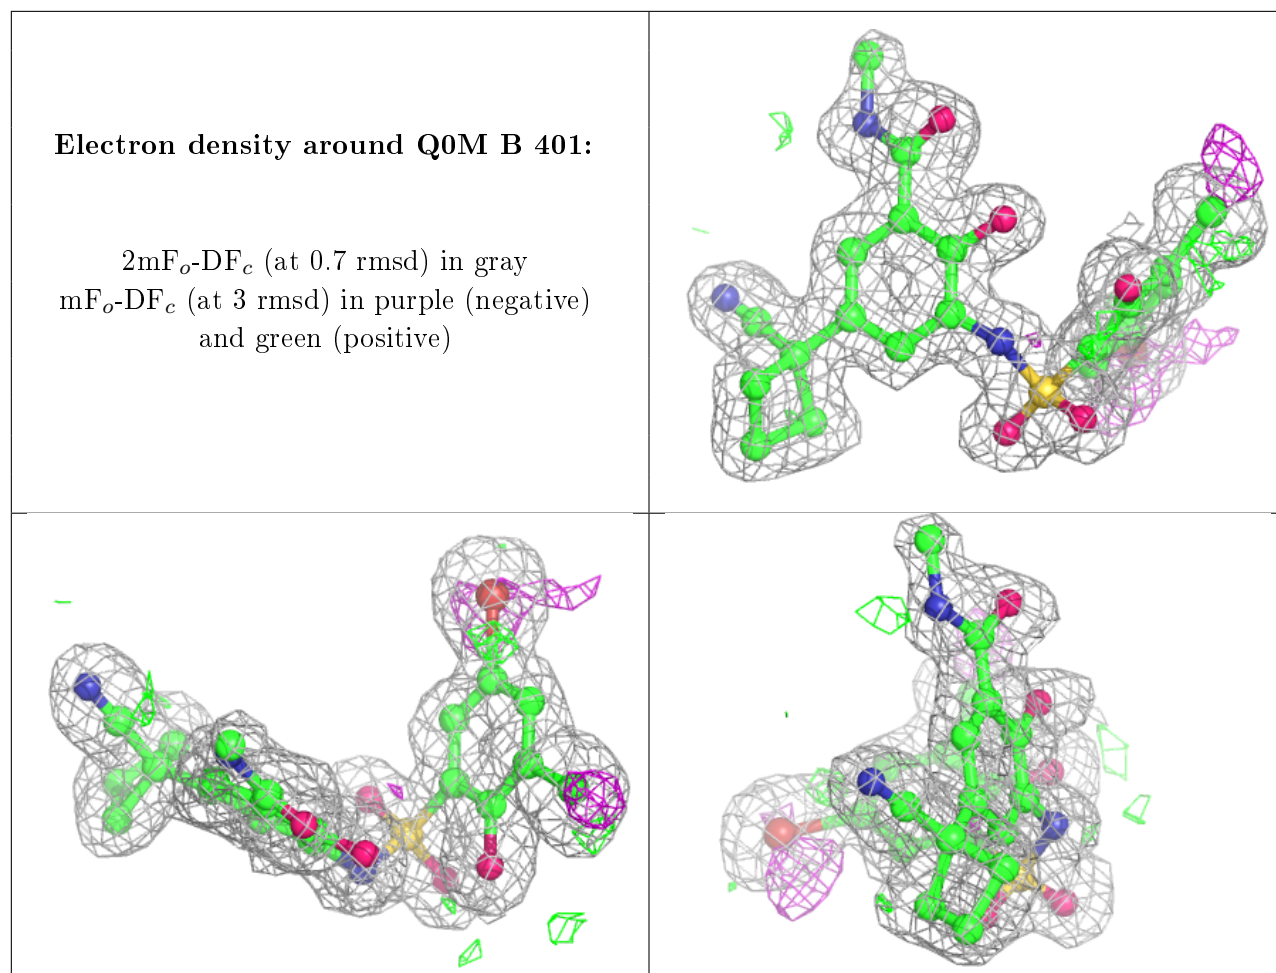 Electron density around Q0M B 401:
2mFo-DFc (at 0.7 rmsd) in gray
mFo-DFc (at 3 rmsd) in purple (negative)
and green (positive)